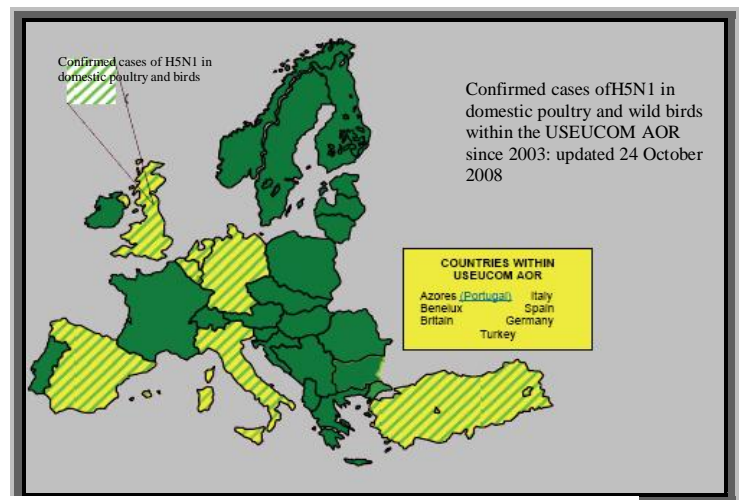 Confirmed cases of H5N1 in
domestic poultry and birds
Confirmed cases ofH5N1 in
domestic poultry and wild birds
within the USEUCOM AOR
since 2003: updated 24 October
2008
COUNTRIES WITHIN
USEUCOM AOR
Azores (Portugal) Italy
Benelux Spain
Britain Germany
Turkey